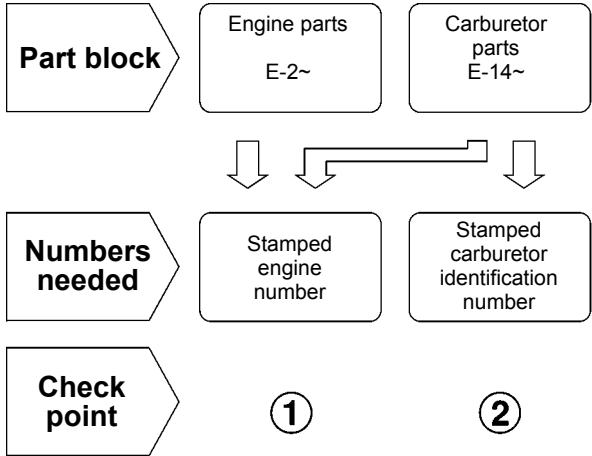 Part block
Engine parts
E-2~
Carburetor
parts
E-14~
Numbers
needed
Stamped
engine
number
Stamped
carburetor
identification
number
Check
point
①
②